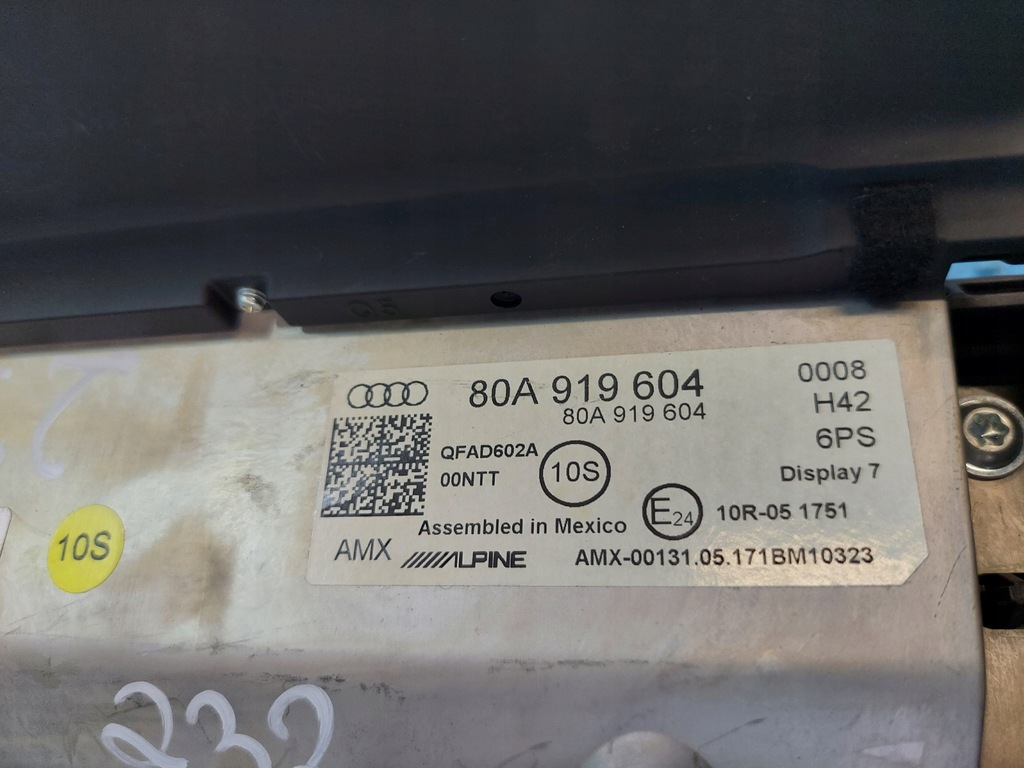 80A 919 604
80A 919 604
0008
H42
6PS
Display 7
QFAD602A
00NTT
10S
E24
10R-05 1751
Assembled in Mexico
AMX
ALPINE
AMX-00131.05.171BM10323
10S
232